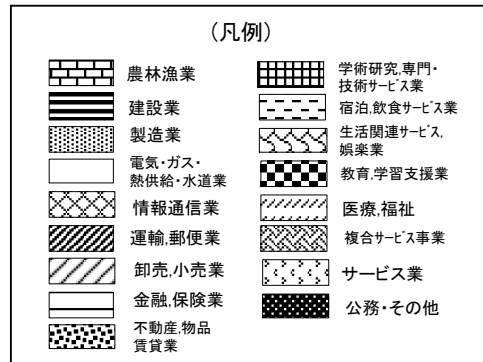 (凡例)
農林漁業
建設業
製造業
電気・ガス・
熱供給・水道業
情報通信業
運輸,郵便業
卸売,小売業
金融,保険業
不動産,物品
賃貸業
学術研究,専門・
技術サービス業
宿泊,飲食サービス業
生活関連サービス,
娯楽業
教育,学習支援業
医療,福祉
複合サービス事業
サービス業
公務・その他